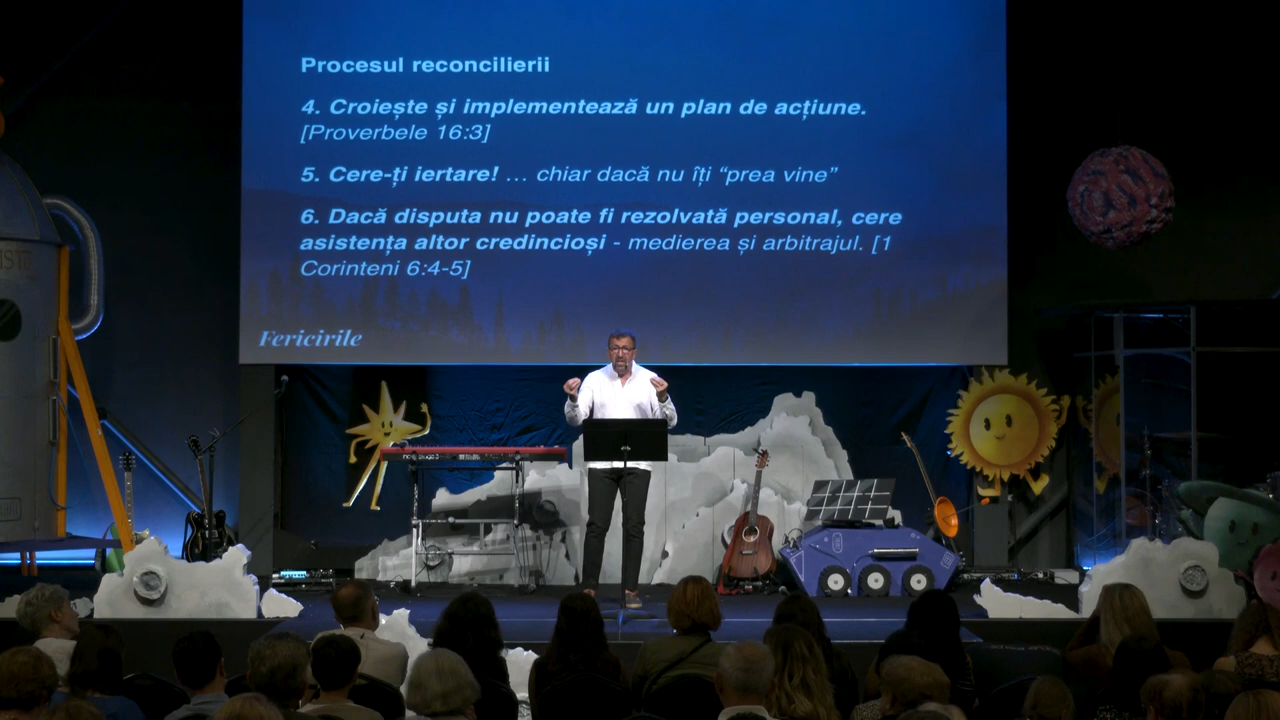 Procesul reconcilierii
4. Croiește și implementează un plan de acțiune.
[Proverbele 16:3]
5. Cere-ți iertare! … chiar dacă nu îți “prea vine”
6. Dacă disputa nu poate fi rezolvată personal, cere
asistența altor credincioși - medierea și arbitrajul. [1
Corinteni 6:4-5]
Fericirile